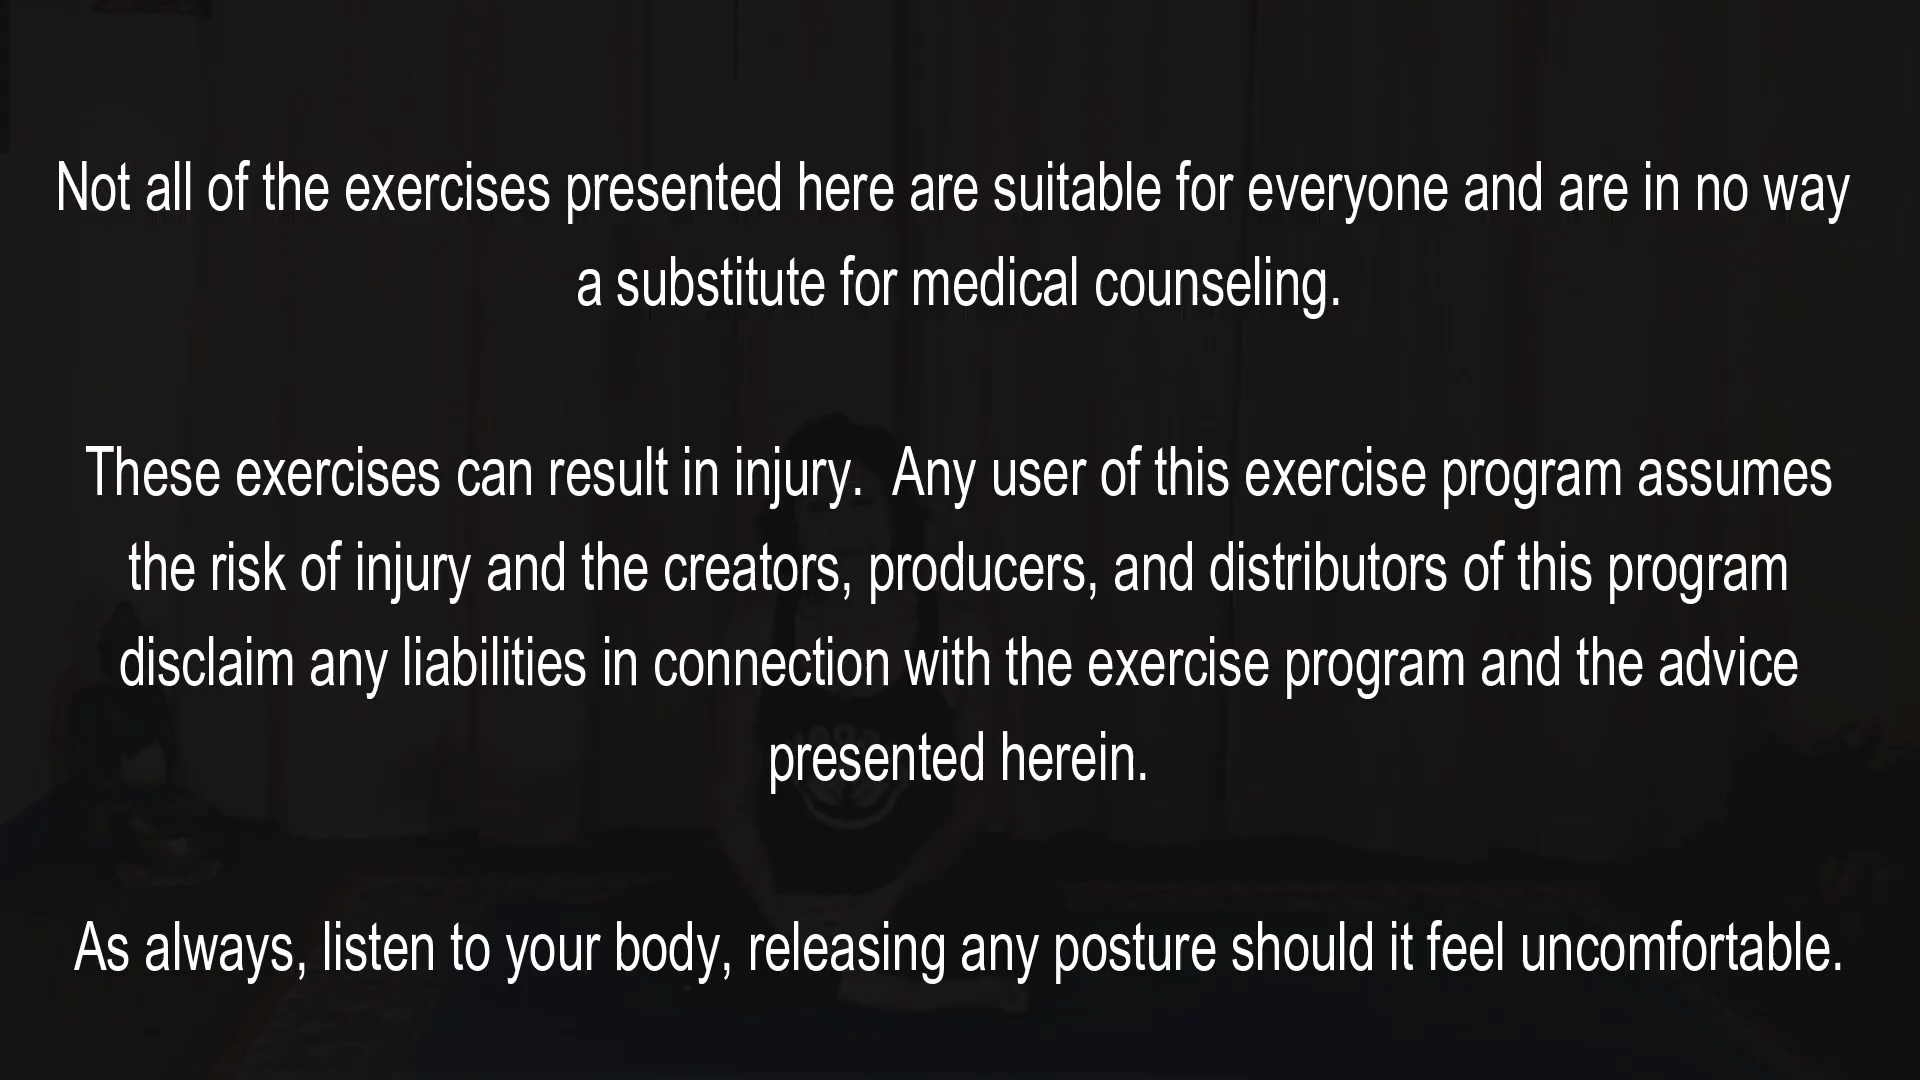 Not all of the exercises presented here are suitable for everyone and are in no way
a substitute for medical counseling.
These exercises can result in injury.  Any user of this exercise program assumes
the risk of injury and the creators, producers, and distributors of this program
disclaim any liabilities in connection with the exercise program and the advice
presented herein.
As always, listen to your body, releasing any posture should it feel uncomfortable.